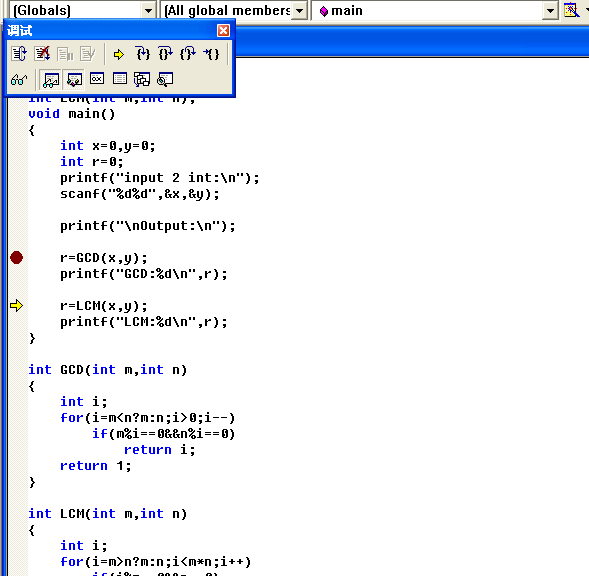 (Globals) (All global members main
调试
int LCM(int m,int n);
void main()
{
int x=0,y=0;
int r=0;
printf("input 2 int:\n");
scanf("%d%d",&x,&y);
printf("\nOutput:\n");
r=GCD(x,y);
printf("GCD:%d\n",r);
r=LCM(x,y);
printf("LCM:%d\n",r);
}
int GCD(int m,int n)
{
int i;
for(i=m<n?m:n;i>0;i--)
if(m%i==0&&n%i==0)
return i;
return 1;
}
int LCM(int m,int n)
{
int i;
for(i=m>n?m:n;i<m*n;i++)